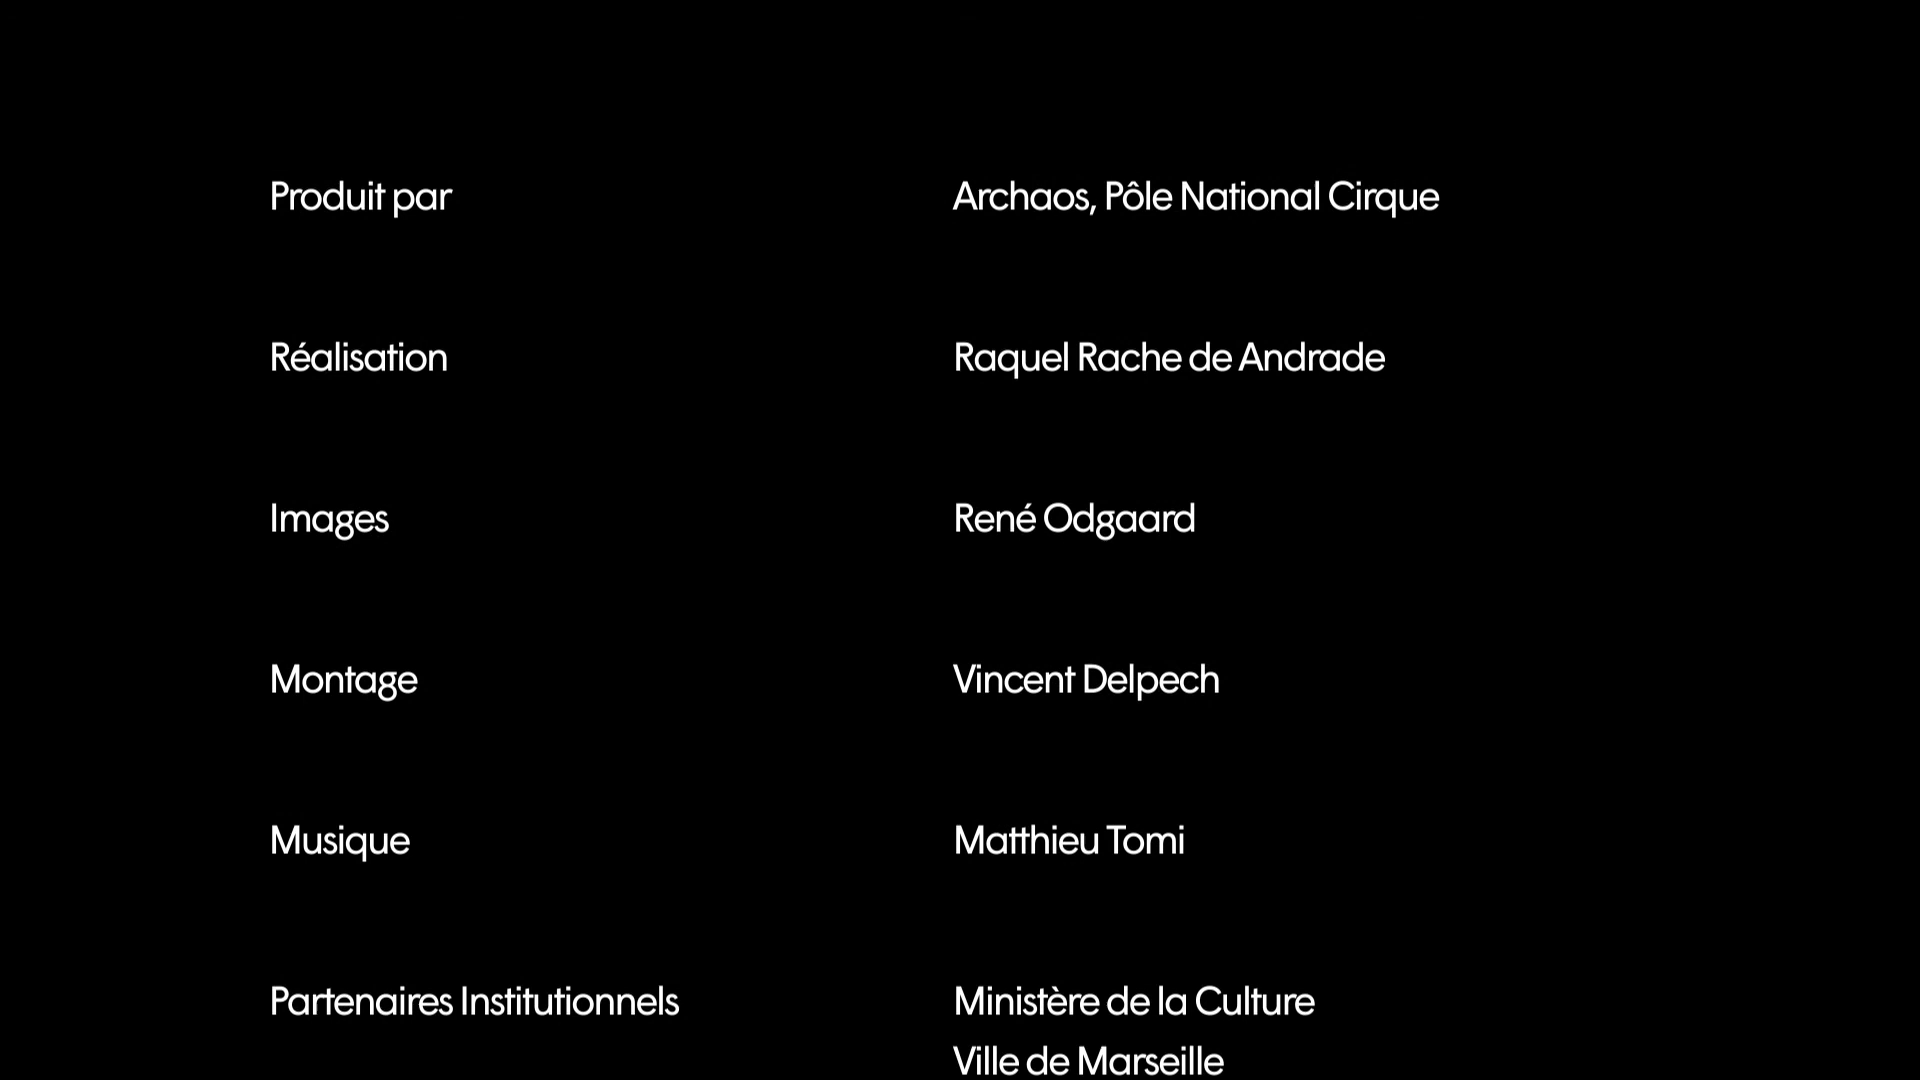 Produit par Archaos, Pôle National Cirque
Réalisation Raquel Rache de Andrade
Images René Odgaard
Montage Vincent Delpech
Musique Matthieu Tomi
Partenaires Institutionnels Ministère de la Culture
Ville de Marseille